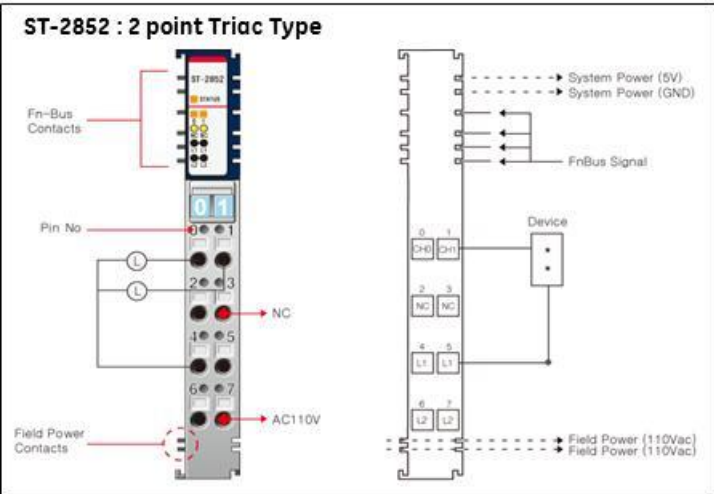 ST-2852 : 2 point Triac Type
ST-2852
STATUS
Fn-Bus
Contacts
0 1
Pin No
0 1
L
2 3
L
NC
4 5
6 7
AC110V
Field Power
Contacts
System Power (5V)
System Power (GND)
FnBus Signal
Device
0 1
CH0 CH1
2 3
NC NC
4 5
L1 L1
6 7
L2 L2
Field Power (110Vac)
Field Power (110Vac)